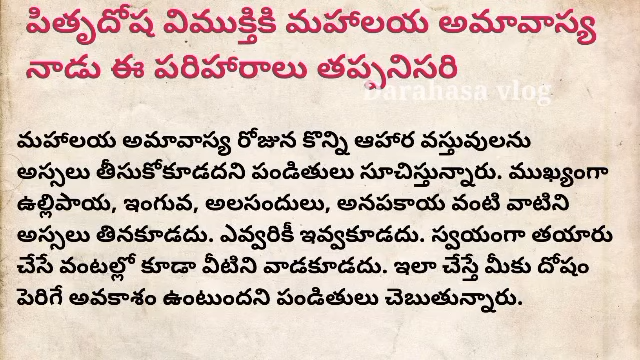 పితృదోష విముక్తికి మహాలయ అమావాస్య
నాడు ఈ పరిహారాలు తప్పనిసరి
Darahasa vlog
మహాలయ అమావాస్య రోజున కొన్ని ఆహార వస్తువులను
అస్సలు తీసుకోకూడదని పండితులు సూచిస్తున్నారు. ముఖ్యంగా
ఉల్లిపాయ, ఇంగువ, అలసందులు, అనపకాయ వంటి వాటిని
అస్సలు తినకూడదు. ఎవ్వరికీ ఇవ్వకూడదు. స్వయంగా తయారు
చేసే వంటల్లో కూడా వీటిని వాడకూడదు. ఇలా చేస్తే మీకు దోషం
పెరిగే అవకాశం ఉంటుందని పండితులు చెబుతున్నారు.